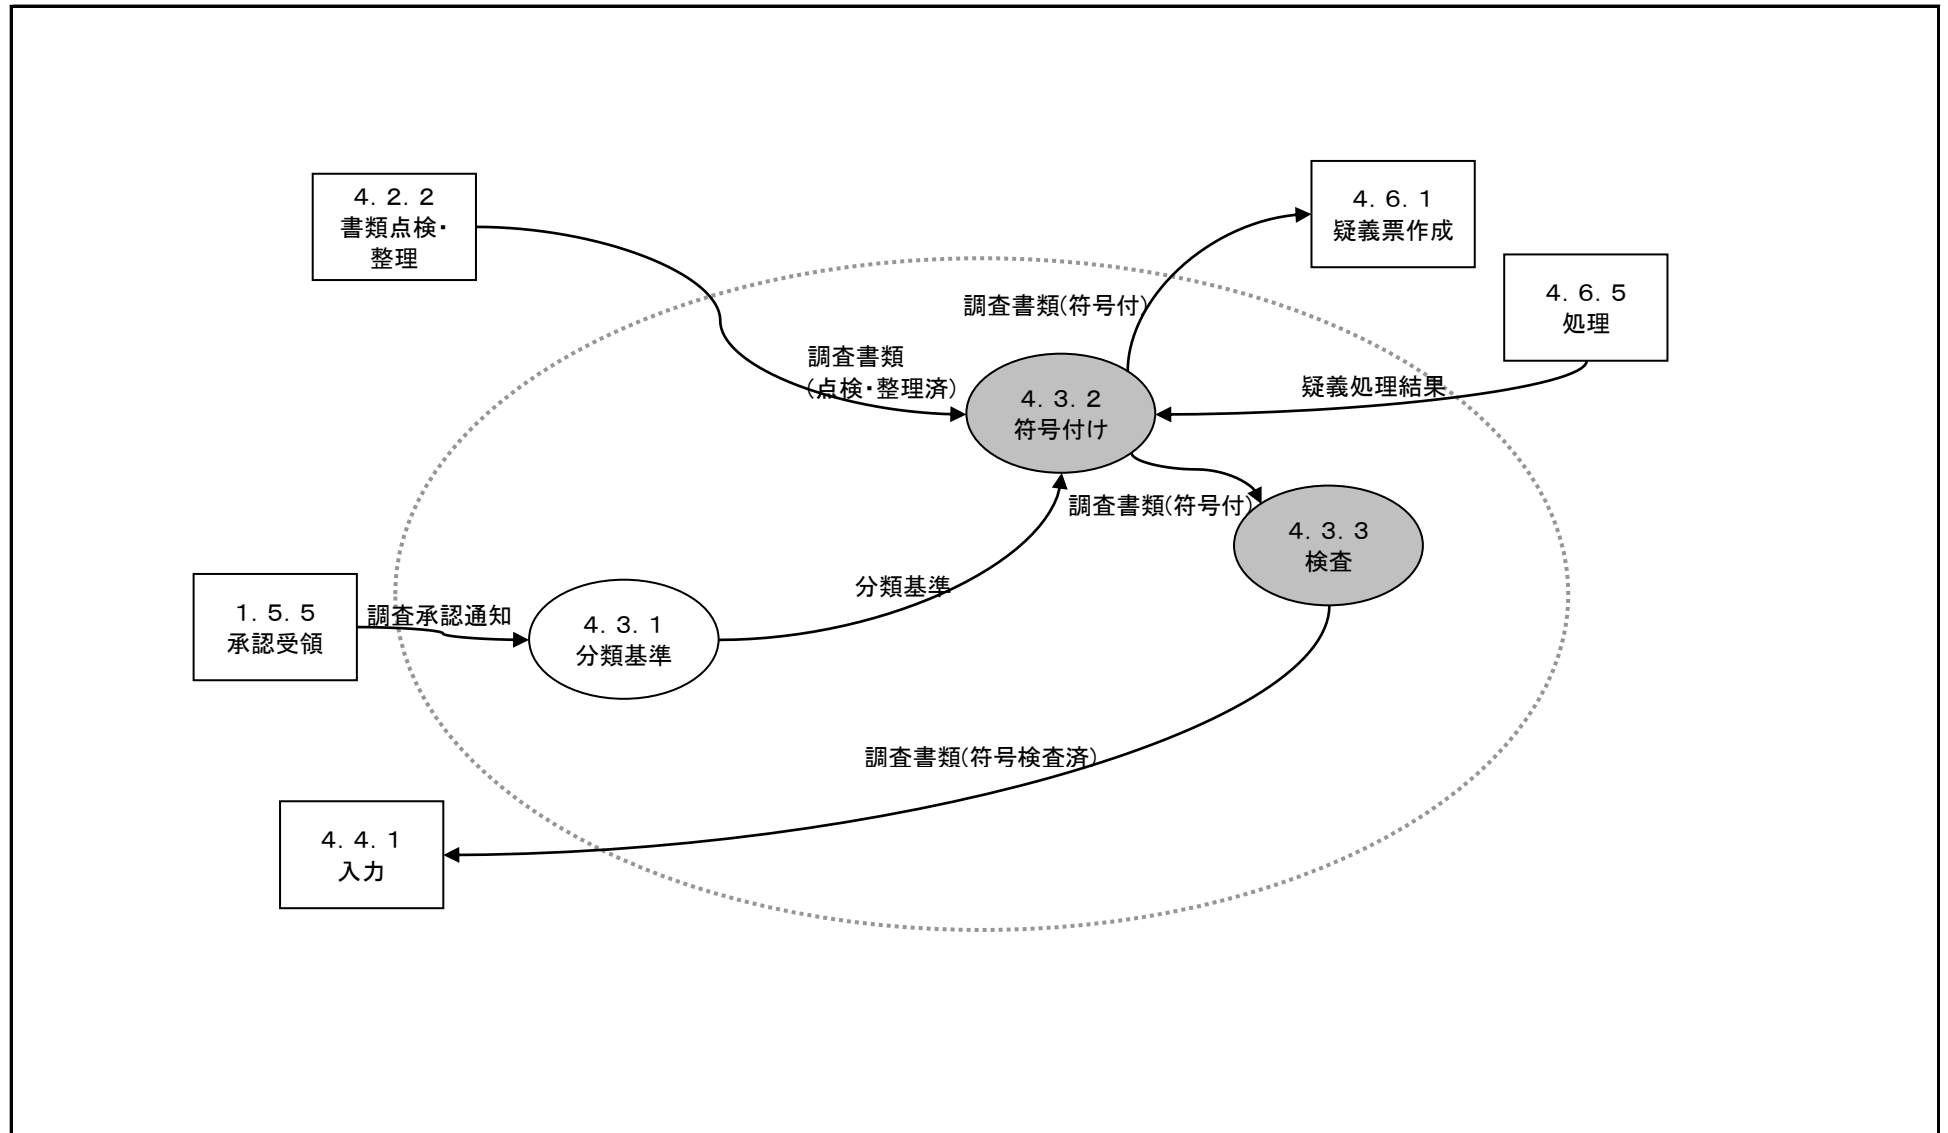 ４．２．２
書類点検・
整理
４．６．１
疑義票作成
４．６．５
処理
調査書類(符号付)
調査書類
(点検・整理済)
疑義処理結果
４．３．２
符号付け
調査書類(符号付)
４．３．３
検査
１．５．５
承認受領
調査承認通知
４．３．１
分類基準
分類基準
調査書類(符号検査済)
４．４．１
入力